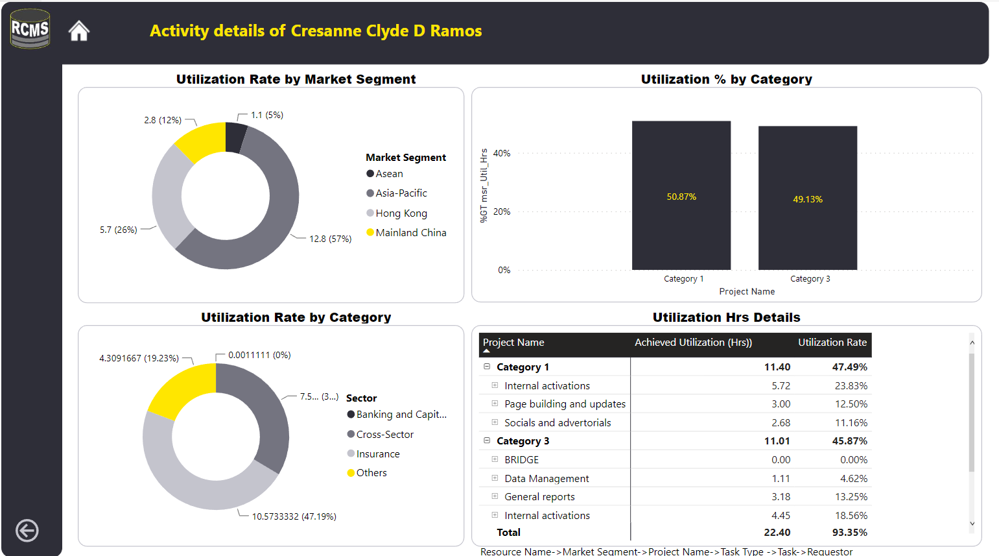 RCMS
Activity details of Cresanne Clyde D Ramos
Utilization Rate by Market Segment
2.8 (12%)
1.1 (5%)
5.7 (26%)
12.8 (57%)
Market Segment
Asean
Asia-Pacific
Hong Kong
Mainland China
Utilization % by Category
%GT msr_Util_Hrs
40%
20%
0%
50.87%
49.13%
Category 1
Category 3
Project Name
Utilization Rate by Category
4.3091667 (19.23%)
0.0011111 (0%)
7.5... (3...)
10.5733332 (47.19%)
Sector
Banking and Capit...
Cross-Sector
Insurance
Others
Utilization Hrs Details
Project Name Achieved Utilization (Hrs)) Utilization Rate
Category 1 11.40 47.49%
Internal activations 5.72 23.83%
Page building and updates 3.00 12.50%
Socials and advertorials 2.68 11.16%
Category 3 11.01 45.87%
BRIDGE 0.00 0.00%
Data Management 1.11 4.62%
General reports 3.18 13.25%
Internal activations 4.45 18.56%
Total 22.40 93.35%
Resource Name->Market Segment->Project Name->Task Type ->Task->Requestor